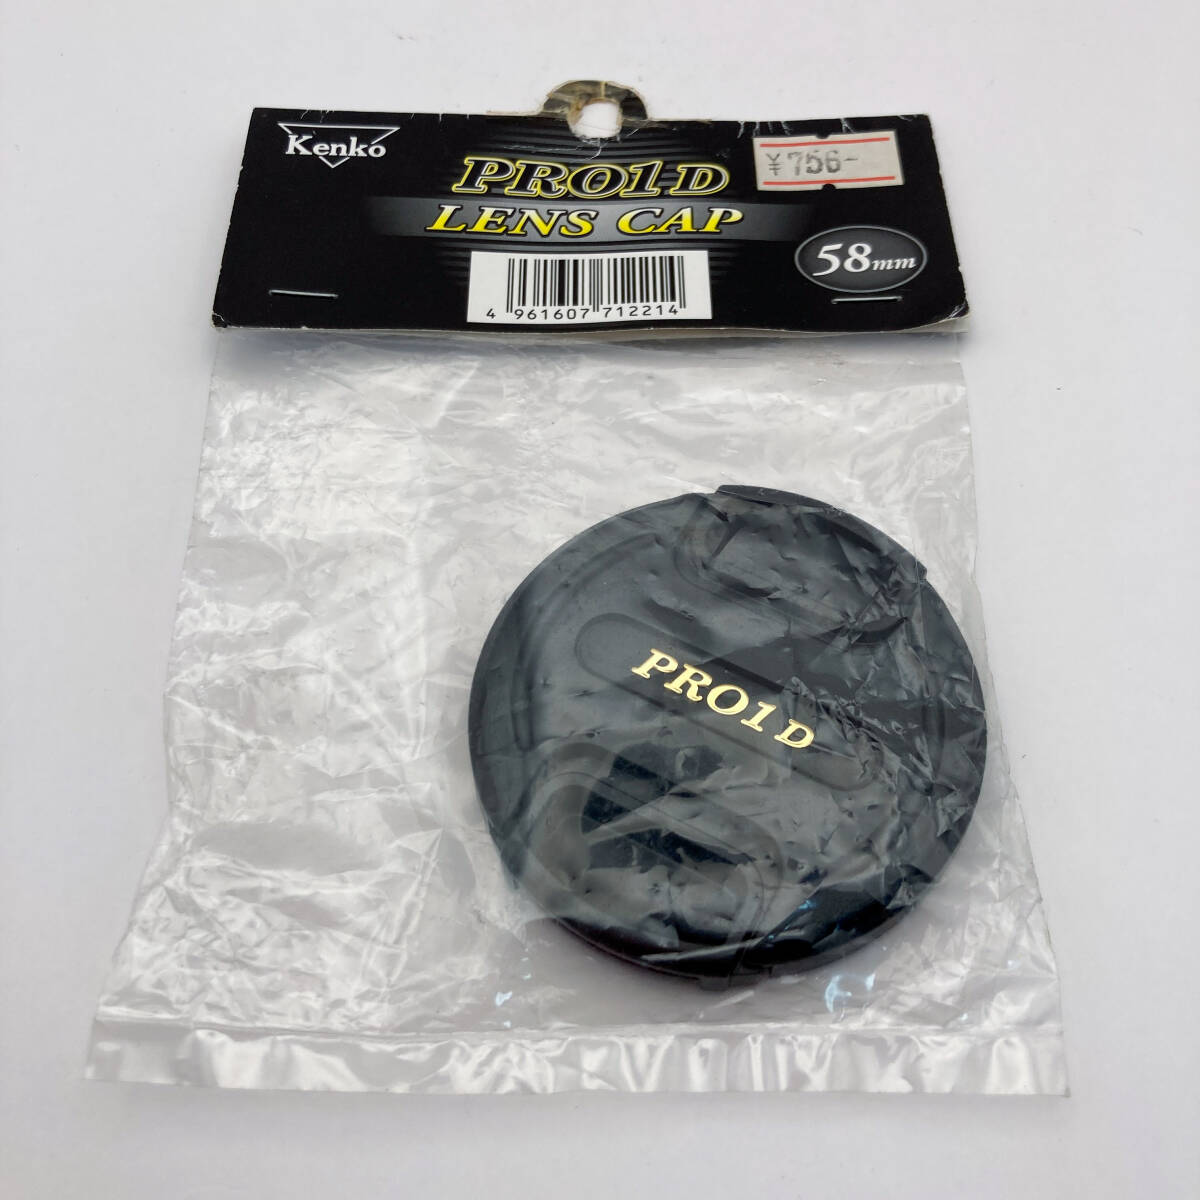 Kenko
PRO1D
LENS CAP
¥756-
58mm
4 961607 712214
PRO1D